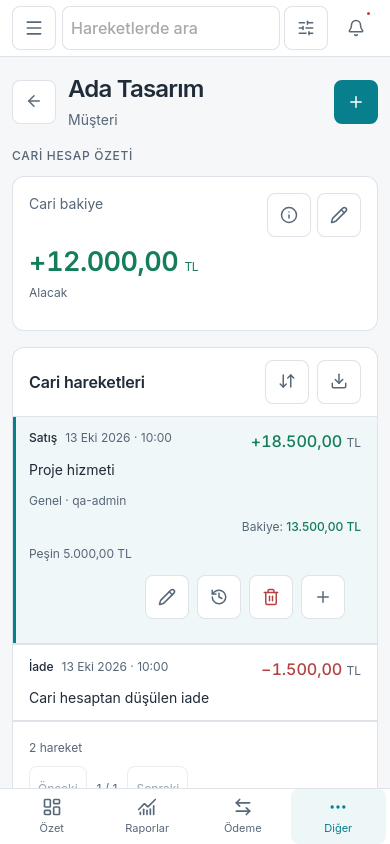 Hareketlerde ara
Ada Tasarım
Müşteri
CARİ HESAP ÖZETİ
Cari bakiye
+12.000,00 TL
Alacak
Cari hareketleri
Satış 13 Eki 2026 · 10:00
+18.500,00 TL
Proje hizmeti
Genel · qa-admin
Bakiye: 13.500,00 TL
Peşin 5.000,00 TL
İade 13 Eki 2026 · 10:00
−1.500,00 TL
Cari hesaptan düşülen iade
2 hareket
Önceki 1 / 1 Sonraki
Özet Raporlar Ödeme Diğer